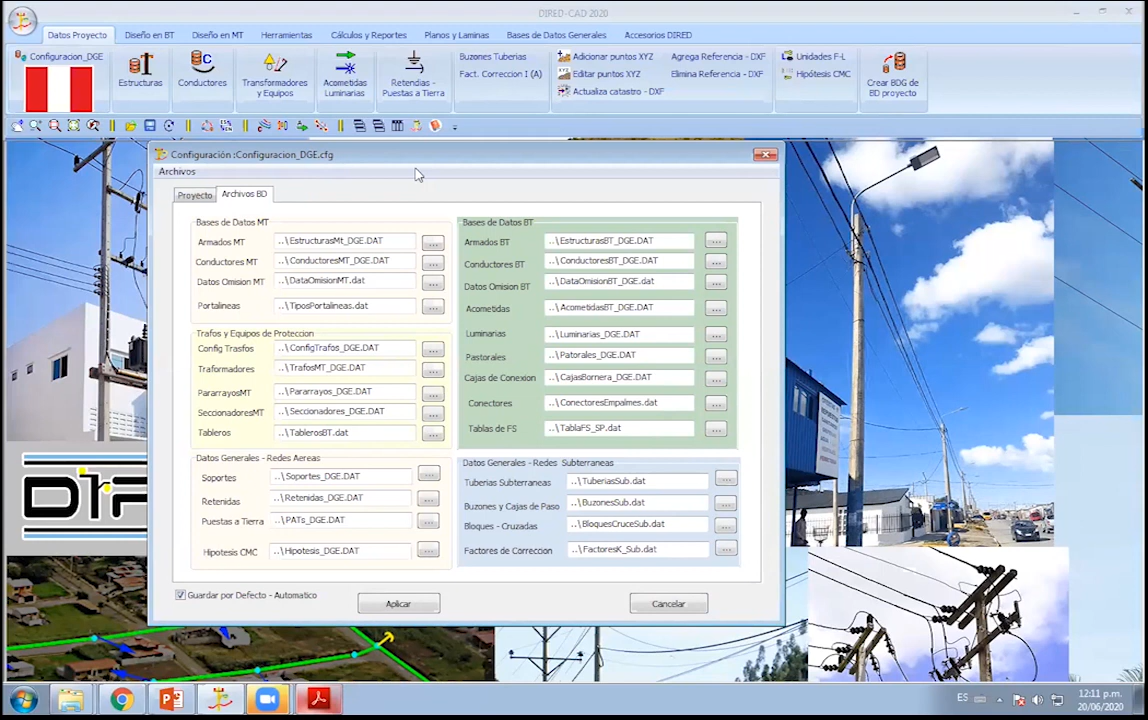 DIRED-CAD 2020
Datos Proyecto
Diseño en BT
Diseño en MT
Herramientas
Cálculos y Reportes
Planos y Laminas
Bases de Datos Generales
Accesorios DIRED
Configuracion_DGE
Estructuras
Conductores
Transformadores
y Equipos
Acometidas
Luminarias
Retendias -
Puestas a Tierra
Buzones Tuberias
Fact. Correccion I (A)
Adicionar puntos XYZ
Editar puntos XYZ
Actualiza catastro - DXF
Agrega Referencia - DXF
Elimina Referencia - DXF
Unidades F-L
Hipótesis CMC
Crear BDG de
BD proyecto
Configuración :Configuracion_DGE.cfg
Archivos
Proyecto
Archivos BD
Bases de Datos MT
Armados MT ..\EstructurasMt_DGE.DAT ...
Conductores MT ..\ConductoresMT_DGE.DAT ...
Datos Omision MT ..\DataOmisionMT.dat ...
Portalineas ..\TiposPortalineas.dat ...
Trafos y Equipos de Proteccion
Config Trasfos ..\ConfigTrafos_DGE.DAT ...
Traformadores ..\TrafosMT_DGE.DAT ...
PararrayosMT ..\Pararrayos_DGE.DAT ...
SeccionadoresMT ..\Seccionadores_DGE.DAT ...
Tableros ..\TablerosBT.dat ...
Datos Generales - Redes Aereas
Soportes ..\Soportes_DGE.DAT ...
Retenidas ..\Retenidas_DGE.DAT ...
Puestas a Tierra ..\PATs_DGE.DAT ...
Hipotesis CMC ..\Hipotesis_DGE.DAT ...
Bases de Datos BT
Armados BT ..\EstructurasBT_DGE.DAT ...
Conductores BT ..\ConductoresBT_DGE.DAT ...
Datos Omision BT ..\DataOmisionBT_DGE.dat ...
Acometidas ..\AcometidasBT_DGE.DAT ...
Luminarias ..\Luminarias_DGE.DAT ...
Pastorales ..\Patorales_DGE.DAT ...
Cajas de Conexion ..\CajasBornera_DGE.DAT ...
Conectores ..\ConectoresEmpalmes.dat ...
Tablas de FS ..\TablaFS_SP.dat ...
Datos Generales - Redes Subterraneas
Tuberias Subterraneas ..\TuberiasSub.dat ...
Buzones y Cajas de Paso ..\BuzonesSub.dat ...
Bloques - Cruzadas ..\BloquesCruceSub.dat ...
Factores de Correccion ..\FactoresK_Sub.dat ...
Guardar por Defecto - Automatico
Aplicar
Cancelar
ES
12:11 p.m.
20/06/2020